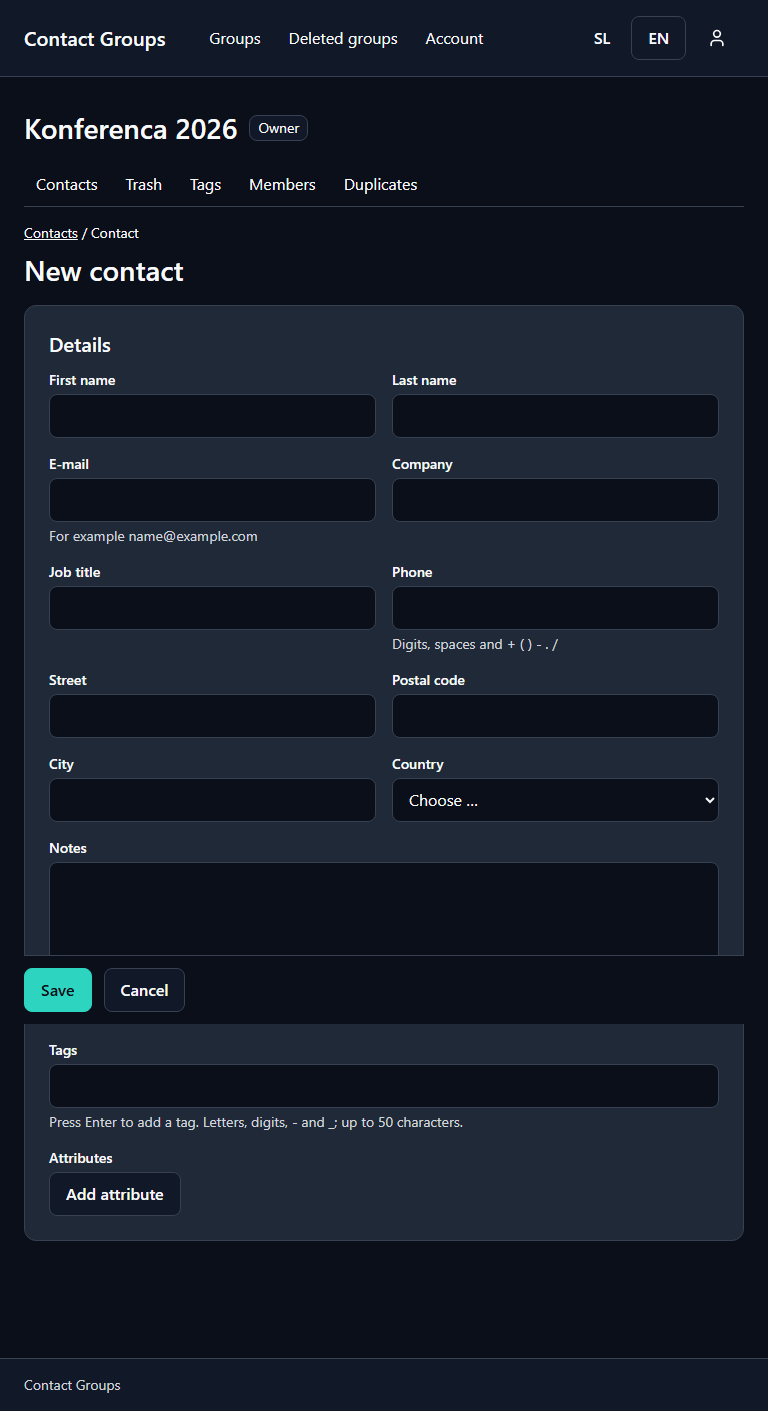 Contact Groups Groups Deleted groups Account SL EN
Konferenca 2026 Owner
Contacts Trash Tags Members Duplicates
Contacts / Contact
New contact
Details
First name Last name
E-mail Company
For example name@example.com
Job title Phone
Digits, spaces and + ( ) - . /
Street Postal code
City Country
Choose ...
Notes
Save Cancel
Tags
Press Enter to add a tag. Letters, digits, - and _; up to 50 characters.
Attributes
Add attribute
Contact Groups